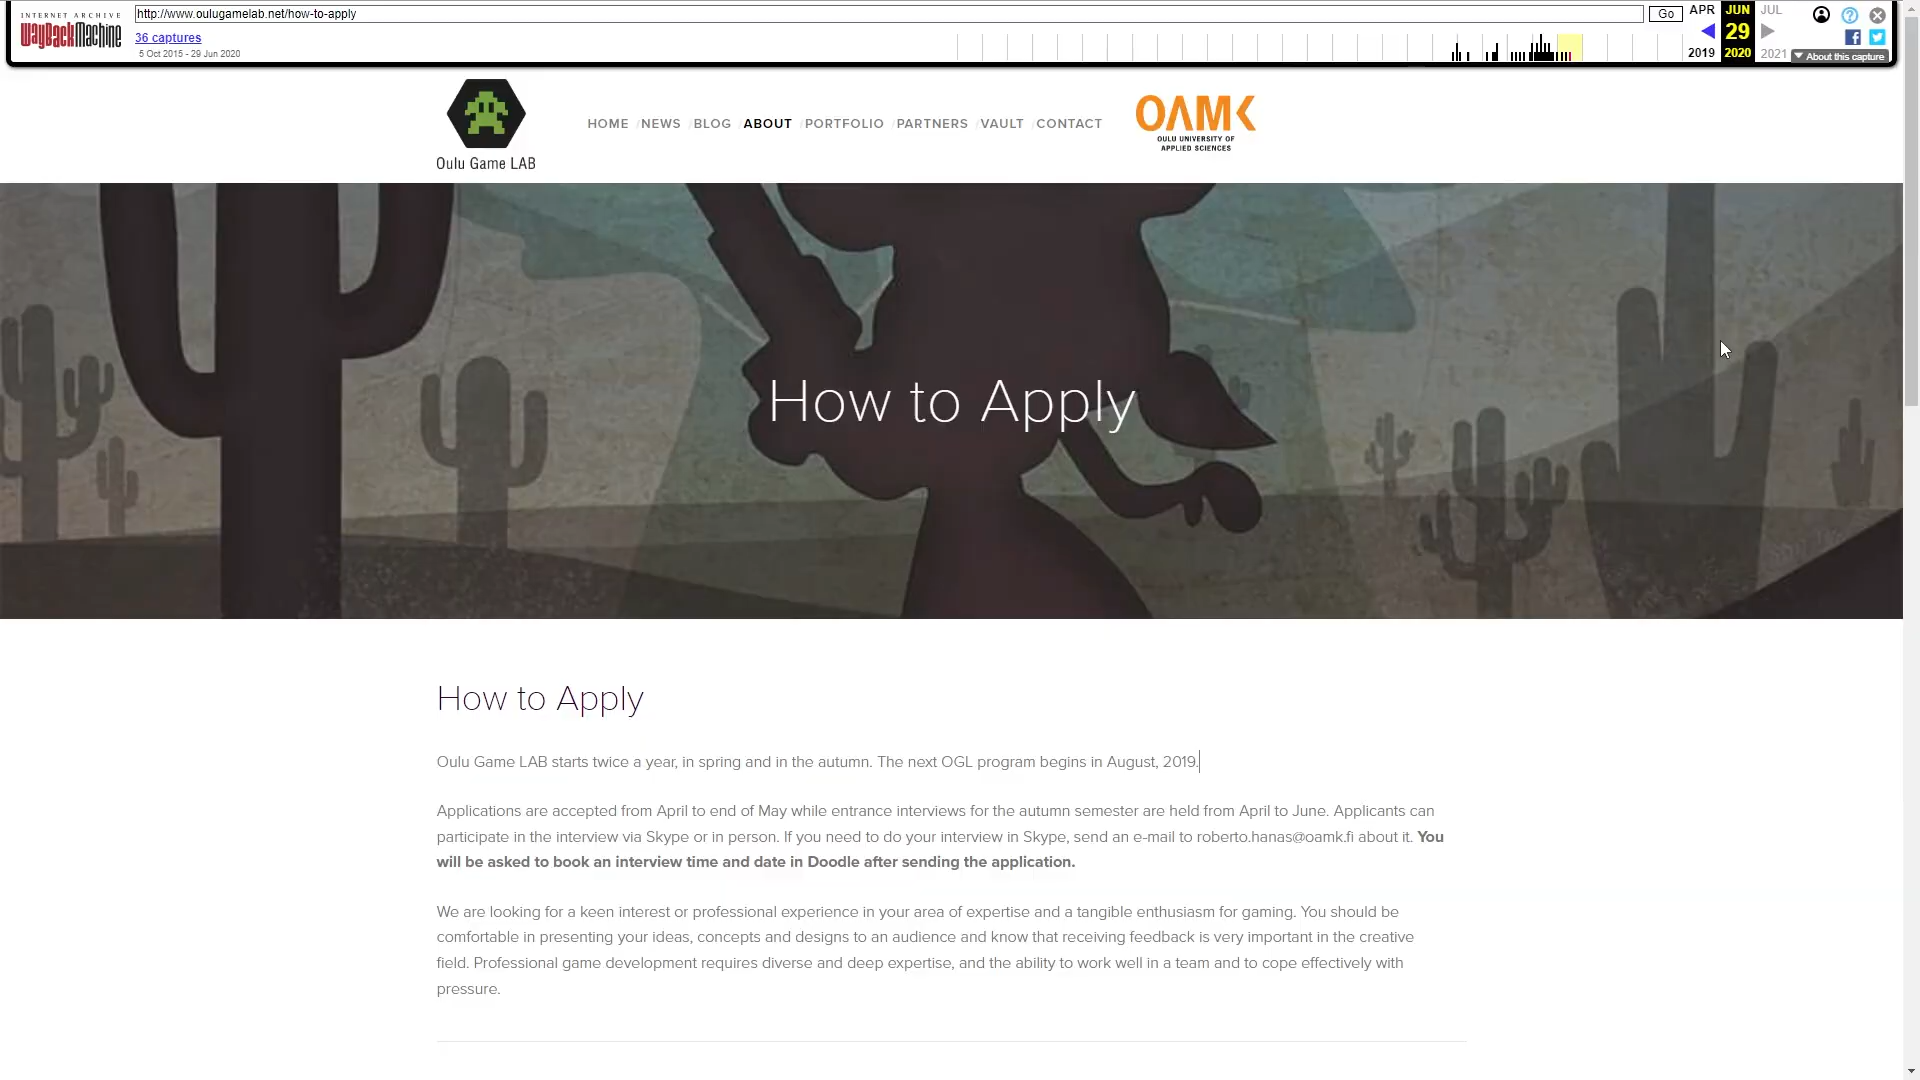 INTERNET ARCHIVE
WayBackMachine
http://www.oulugamelab.net/how-to-apply
Go
36 captures
5 Oct 2015 - 29 Jun 2020
APR JUN JUL
29
2019 2020 2021
About this capture
Oulu Game LAB
HOME / NEWS / BLOG / ABOUT / PORTFOLIO / PARTNERS / VAULT / CONTACT
OAMK
OULU UNIVERSITY OF
APPLIED SCIENCES
How to Apply
How to Apply
Oulu Game LAB starts twice a year, in spring and in the autumn. The next OGL program begins in August, 2019.
Applications are accepted from April to end of May while entrance interviews for the autumn semester are held from April to June. Applicants can
participate in the interview via Skype or in person. If you need to do your interview in Skype, send an e-mail to roberto.hanas@oamk.fi about it. You
will be asked to book an interview time and date in Doodle after sending the application.
We are looking for a keen interest or professional experience in your area of expertise and a tangible enthusiasm for gaming. You should be
comfortable in presenting your ideas, concepts and designs to an audience and know that receiving feedback is very important in the creative
field. Professional game development requires diverse and deep expertise, and the ability to work well in a team and to cope effectively with
pressure.